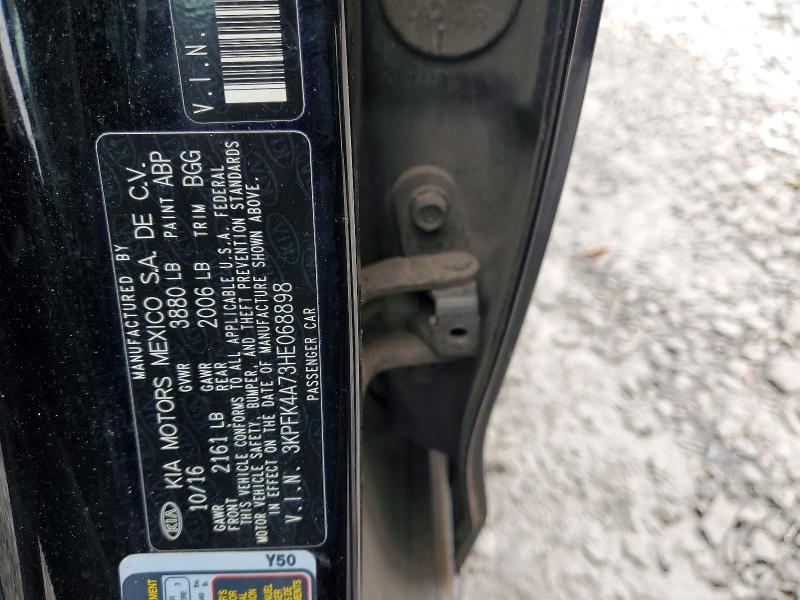 V.I.N.
MANUFACTURED BY
KIA KIA MOTORS MEXICO S.A. DE C.V.
10/16 GVWR 3880 LB PAINT ABP
GAWR FRONT 2161 LB GAWR REAR 2006 LB TRIM BGG
THIS VEHICLE CONFORMS TO ALL APPLICABLE U.S.A. FEDERAL
MOTOR VEHICLE SAFETY, BUMPER, AND THEFT PREVENTION STANDARDS
IN EFFECT ON THE DATE OF MANUFACTURE SHOWN ABOVE.
V.I.N. 3KPFK4A73HE068898
PASSENGER CAR
Y50